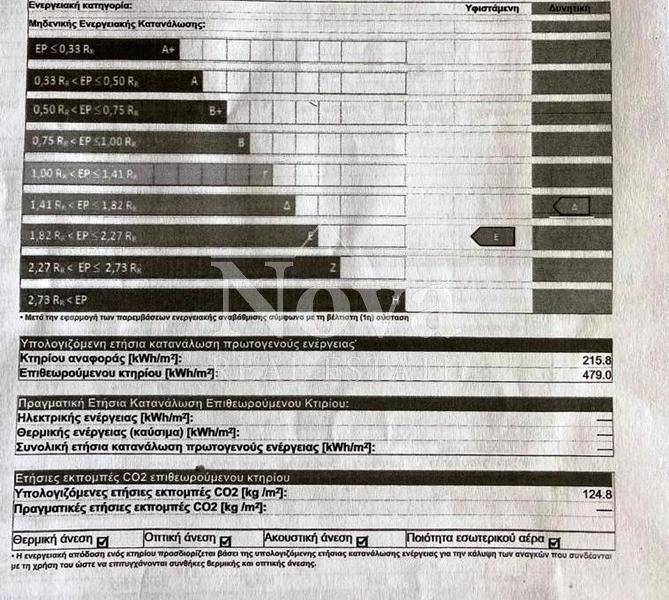 Ενεργειακή κατηγορία: Υφιστάμενη Δυνητική
Μηδενικής Ενεργειακής Κατανάλωσης:
EP ≤ 0,33 Rᴿ A+
0,33 Rᴿ < EP ≤ 0,50 Rᴿ A
0,50 Rᴿ < EP ≤ 0,75 Rᴿ B+
0,75 Rᴿ < EP ≤ 1,00 Rᴿ B
1,00 Rᴿ < EP ≤ 1,41 Rᴿ Γ
1,41 Rᴿ < EP ≤ 1,82 Rᴿ Δ Δ
1,82 Rᴿ < EP ≤ 2,27 Rᴿ E E
2,27 Rᴿ < EP ≤ 2,73 Rᴿ Z
2,73 Rᴿ < EP H
• Μετά την εφαρμογή των παρεμβάσεων ενεργειακής αναβάθμισης σύμφωνα με τη βέλτιστη (1η) σύσταση
Nova
REAL ESTATE
Υπολογιζόμενη ετήσια κατανάλωση πρωτογενούς ενέργειας*
Κτηρίου αναφοράς [kWh/m²]: 215.8
Επιθεωρούμενου κτηρίου [kWh/m²]: 479.0
Πραγματική Ετήσια Κατανάλωση Επιθεωρούμενου Κτιρίου:
Ηλεκτρικής ενέργειας [kWh/m²]: —
Θερμικής ενέργειας (καύσιμα) [kWh/m²]: —
Συνολική ετήσια κατανάλωση πρωτογενούς ενέργειας [kWh/m²]: —
Ετήσιες εκπομπές CO2 επιθεωρούμενου κτηρίου
Υπολογιζόμενες ετήσιες εκπομπές CO2 [kg /m²]: 124.8
Πραγματικές ετήσιες εκπομπές CO2 [kg /m²]: —
Θερμική άνεση ☑ Οπτική άνεση ☑ Ακουστική άνεση ☑ Ποιότητα εσωτερικού αέρα ☑
• Η ενεργειακή απόδοση ενός κτηρίου προσδιορίζεται βάσει της υπολογιζόμενης ετήσιας κατανάλωσης ενέργειας για την κάλυψη των αναγκών που συνδέονται
με τη χρήση του ώστε να επιτυγχάνονται συνθήκες θερμικής και οπτικής άνεσης.